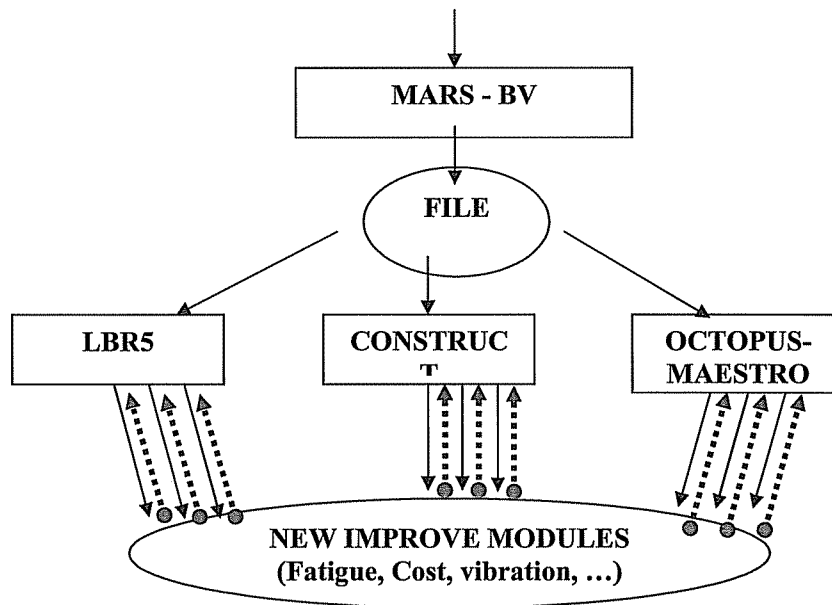 MARS - BV
FILE
LBR5
CONSTRUC
T
OCTOPUS-
MAESTRO
NEW IMPROVE MODULES
(Fatigue, Cost, vibration, ...)